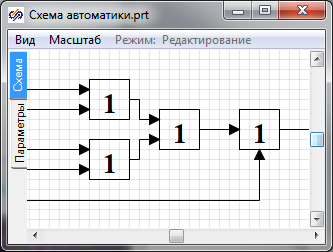 Схема автоматики.prt
Вид Масштаб Режим: Редактирование
Схема
Параметры
1
1
1
1